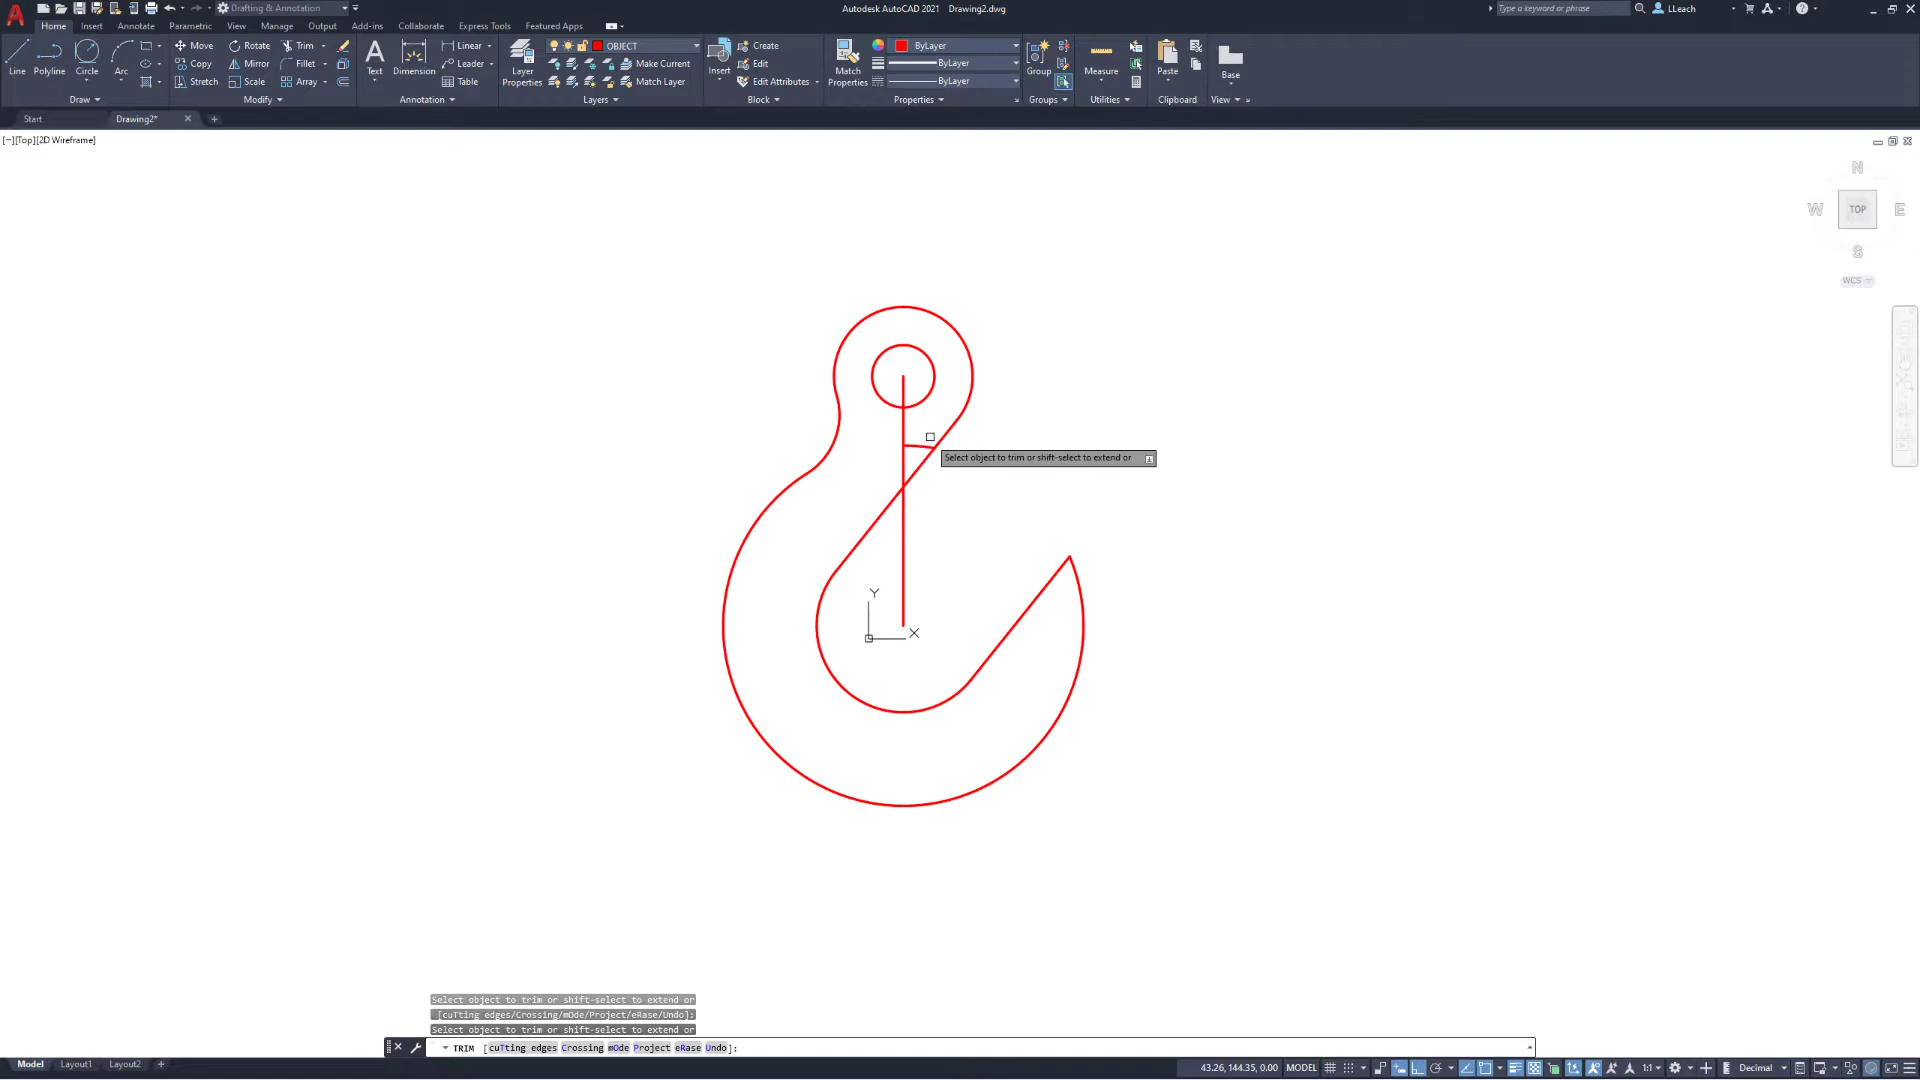 Drafting & Annotation
Autodesk AutoCAD 2021 Drawing2.dwg
Type a keyword or phrase
LLeach
Home Insert Annotate Parametric View Manage Output Add-ins Collaborate Express Tools Featured Apps
Move Rotate Trim Linear OBJECT Create ByLayer
Copy Mirror Fillet Leader Make Current Edit ByLayer
Stretch Scale Array Table Match Layer Edit Attributes ByLayer
Line Polyline Circle Arc Text Dimension Layer Properties Insert Match Properties Group Measure Paste Base
Draw Modify Annotation Layers Block Properties Groups Utilities Clipboard View
Start Drawing2*
[−][Top][2D Wireframe]
N
W TOP E
S
WCS
Select object to trim or shift-select to extend or
Y
X
Select object to trim or shift-select to extend or
[cuTting edges/Crossing/mOde/Project/eRase/Undo]:
Select object to trim or shift-select to extend or
TRIM [cuTting edges Crossing mOde Project eRase Undo]:
Model Layout1 Layout2 +
43.26, 144.35, 0.00 MODEL 1:1 Decimal